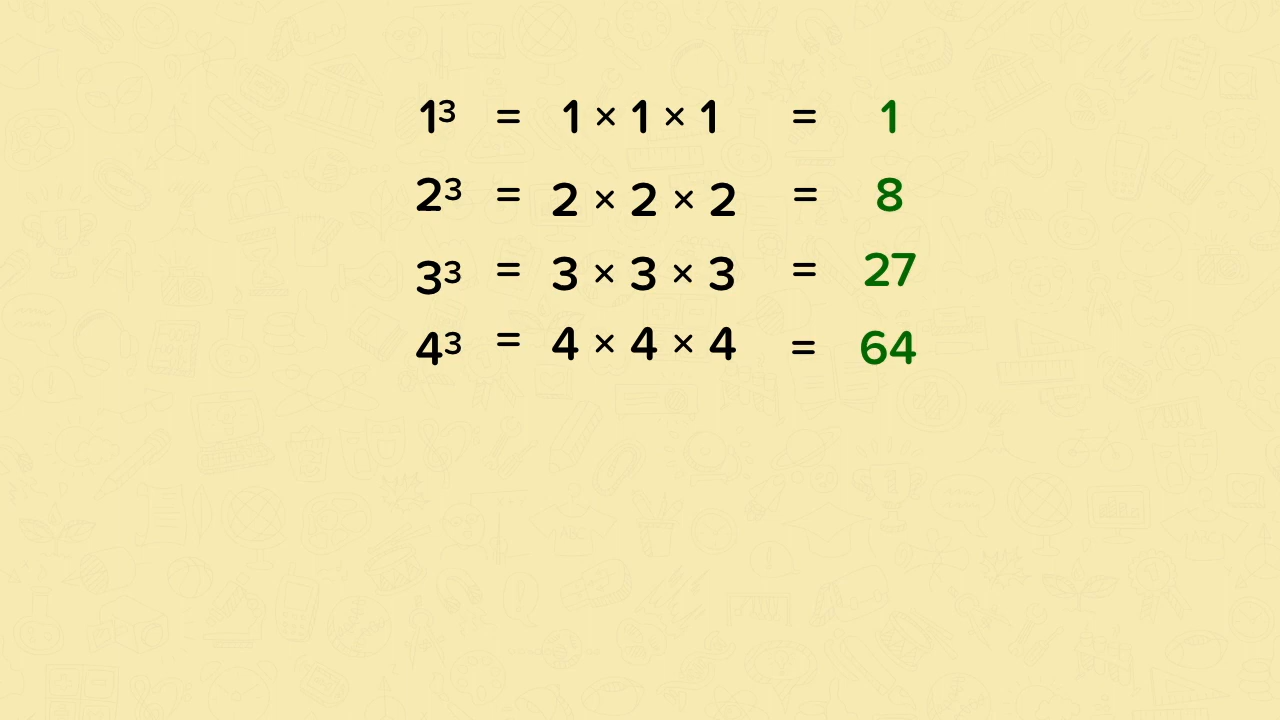 1³ = 1 × 1 × 1 = 1
2³ = 2 × 2 × 2 = 8
3³ = 3 × 3 × 3 = 27
4³ = 4 × 4 × 4 = 64